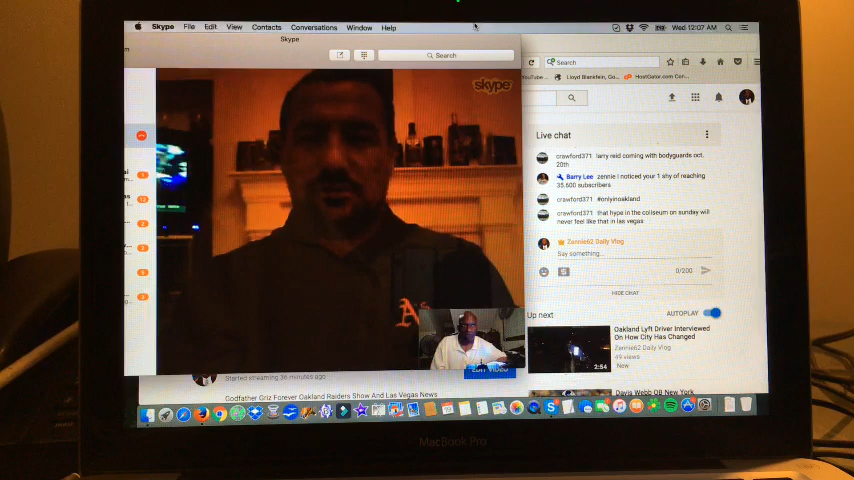 Skype File Edit View Contacts Conversations Window Help
Wed 12:07 AM
Skype
Search
Search
YouTube...
Lloyd Blankfein, Go...
HostGator.com Con...
skype
Live chat
crawford371 larry reid coming with bodyguards oct.
20th
Barry Lee zennie I noticed your 1 shy of reaching
35,600 subscribers
crawford371 #onlyinoakland
crawford371 that hype in the coliseum on sunday will
never feel like that in las vegas
Zennie62 Daily Vlog
Say something...
0/200
HIDE CHAT
Up next
AUTOPLAY
Oakland Lyft Driver Interviewed
On How City Has Changed
Zennie62 Daily Vlog
49 views
New
2:54
A's
EDIT VIDEO
Started streaming 36 minutes ago
Godfather Griz Forever Oakland Raiders Show And Las Vegas News
MacBook Pro